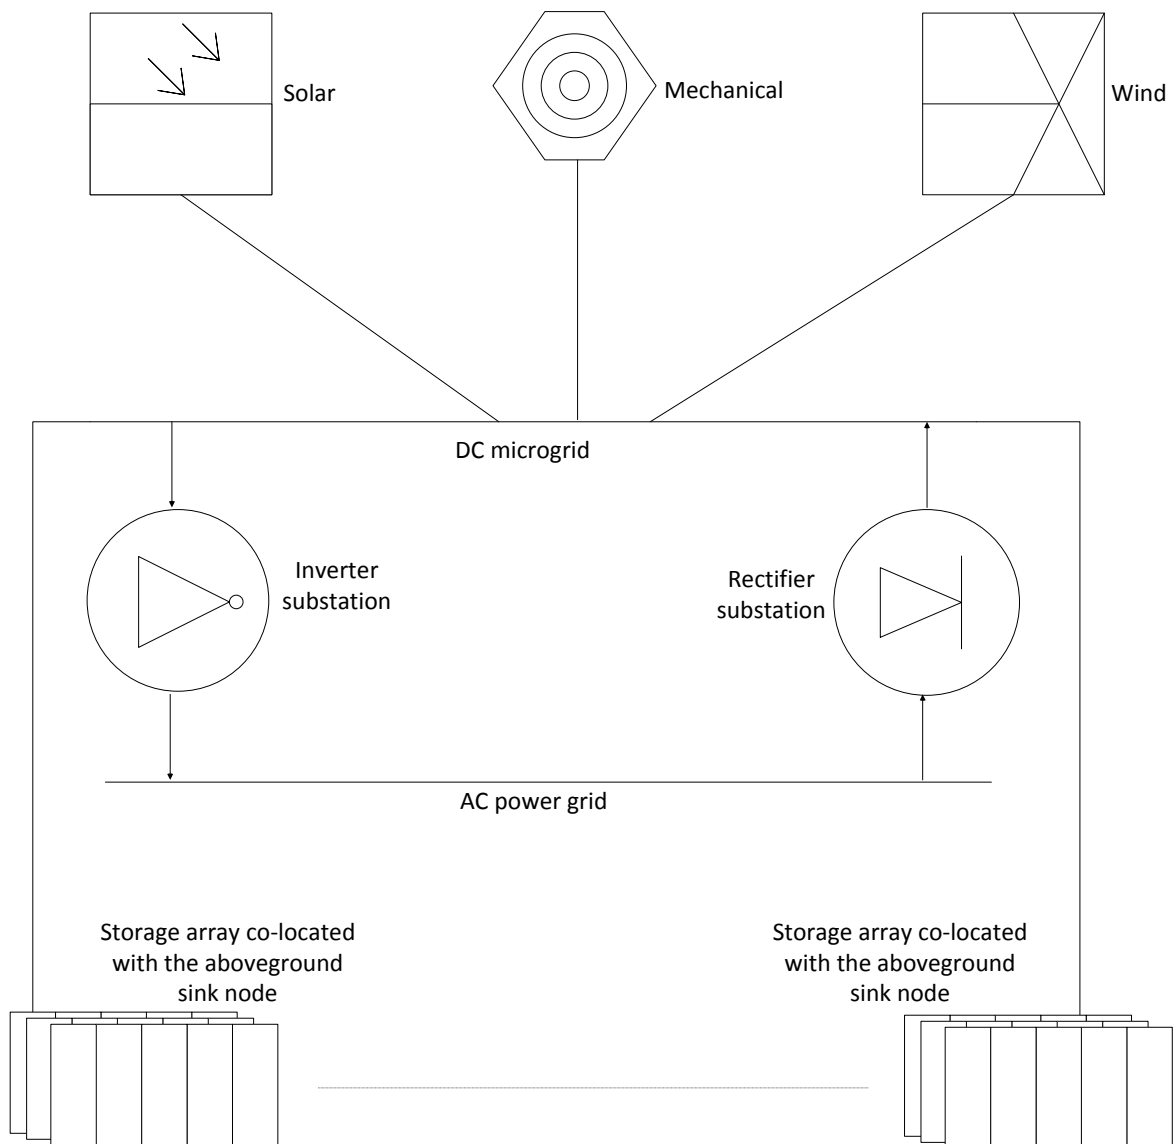 Solar
Mechanical
Wind
DC microgrid
Inverter
substation
Rectifier
substation
AC power grid
Storage array co-located
with the aboveground
sink node
Storage array co-located
with the aboveground
sink node